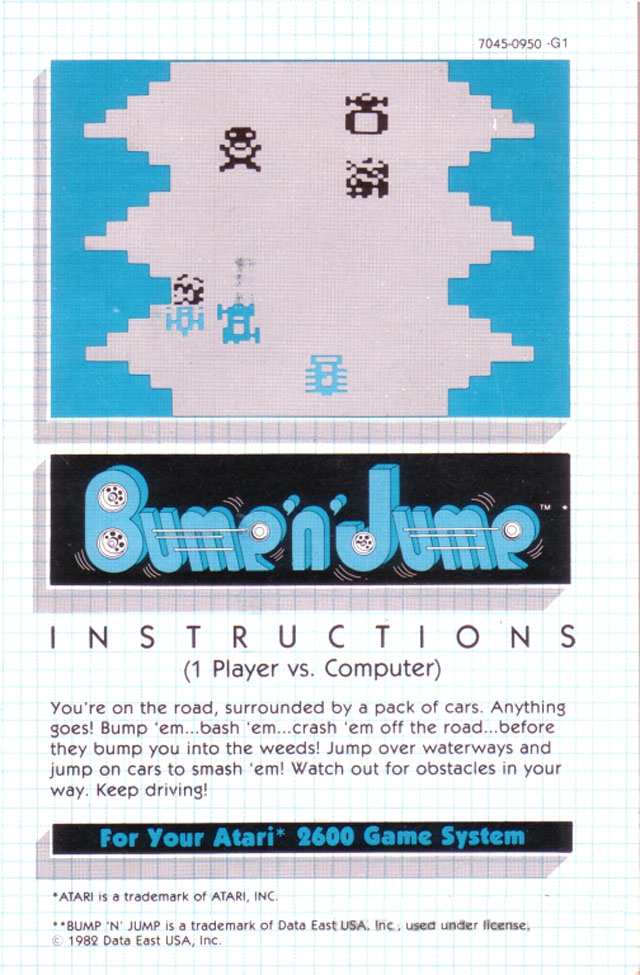 7045-0950 -G1
Bump 'n' Jump ™ *
INSTRUCTIONS
(1 Player vs. Computer)
You're on the road, surrounded by a pack of cars. Anything
goes! Bump 'em...bash 'em...crash 'em off the road...before
they bump you into the weeds! Jump over waterways and
jump on cars to smash 'em! Watch out for obstacles in your
way. Keep driving!
For Your Atari* 2600 Game System
*ATARI is a trademark of ATARI, INC.
**BUMP 'N' JUMP is a trademark of Data East USA, Inc., used under license.
© 1982 Data East USA, Inc.